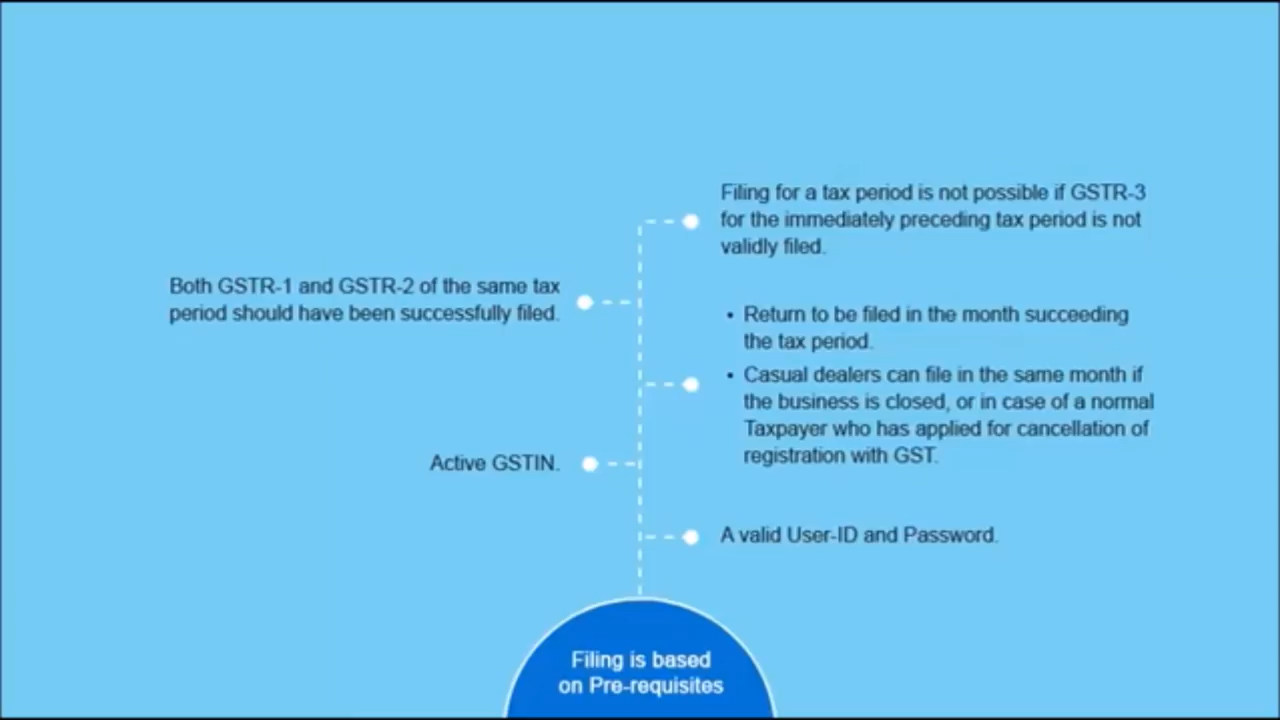 Filing for a tax period is not possible if GSTR-3
for the immediately preceding tax period is not
validly filed.
Both GSTR-1 and GSTR-2 of the same tax
period should have been successfully filed.
• Return to be filed in the month succeeding
the tax period.
• Casual dealers can file in the same month if
the business is closed, or in case of a normal
Taxpayer who has applied for cancellation of
registration with GST.
Active GSTIN.
A valid User-ID and Password.
Filing is based
on Pre-requisites